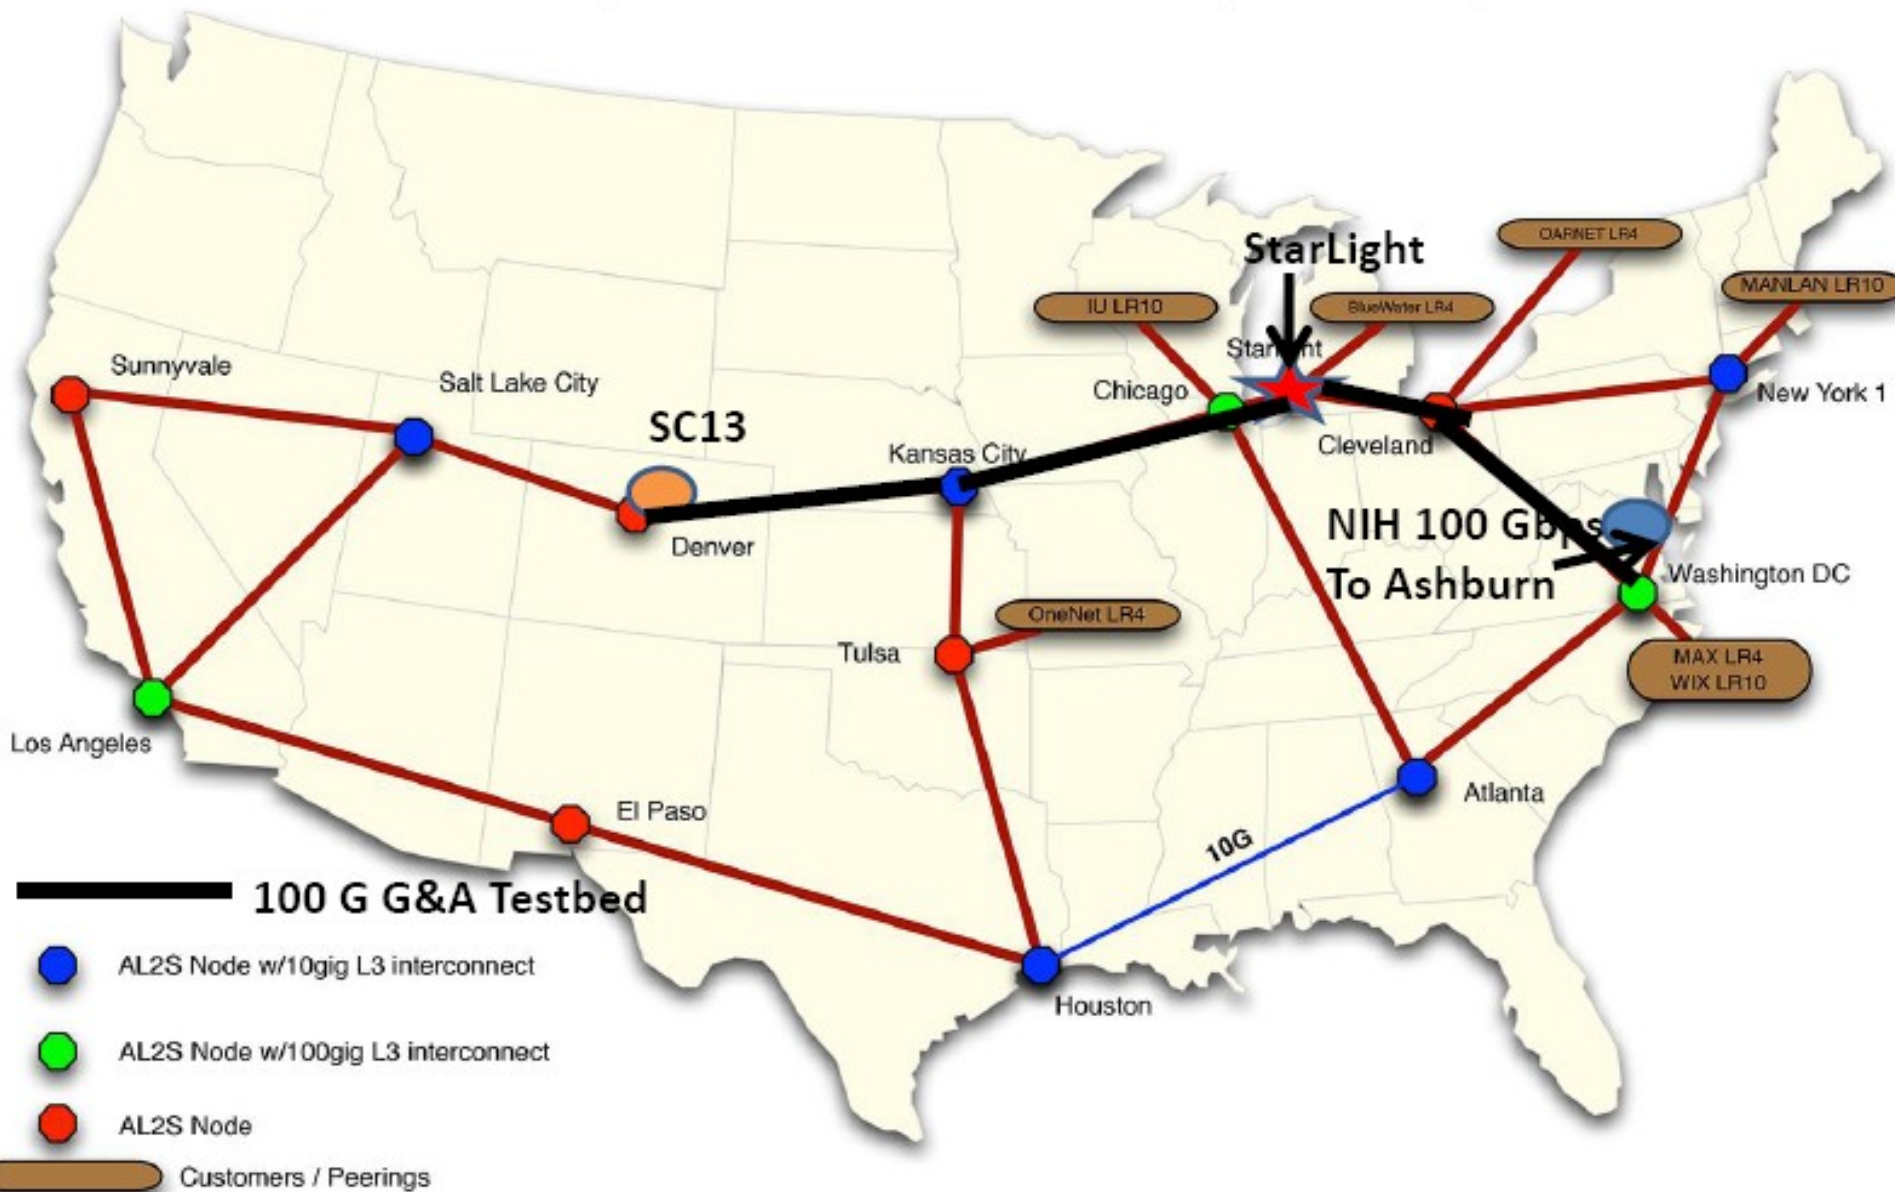 StarLight
OARNET LR4
MANLAN LR10
IU LR10
BlueWater LR4
Sunnyvale
Salt Lake City
Chicago
New York 1
SC13
Kansas City
Cleveland
Denver
NIH 100 Gbps
To Ashburn
Washington DC
OneNet LR4
Tulsa
MAX LR4
WIX LR10
Los Angeles
El Paso
Atlanta
10G
100 G G&A Testbed
AL2S Node w/10gig L3 interconnect
Houston
AL2S Node w/100gig L3 interconnect
AL2S Node
Customers / Peerings